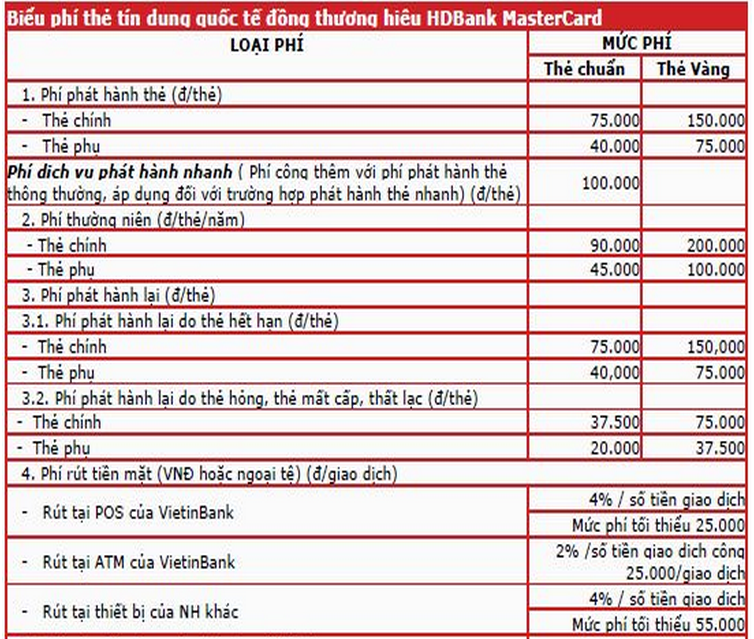 Biểu phí thẻ tín dụng quốc tế đồng thương hiệu HDBank MasterCard
LOẠI PHÍ
MỨC PHÍ
Thẻ chuẩn
Thẻ Vàng
1. Phí phát hành thẻ (đ/thẻ)
- Thẻ chính 75.000 150.000
- Thẻ phụ 40.000 75.000
Phí dịch vụ phát hành nhanh ( Phí cộng thêm với phí phát hành thẻ
thông thường, áp dụng đối với trường hợp phát hành thẻ nhanh) (đ/thẻ)
100.000
2. Phí thường niên (đ/thẻ/năm)
- Thẻ chính 90.000 200.000
- Thẻ phụ 45.000 100.000
3. Phí phát hành lại (đ/thẻ)
3.1. Phí phát hành lại do thẻ hết hạn (đ/thẻ)
- Thẻ chính 75.000 150,000
- Thẻ phụ 40,000 75.000
3.2. Phí phát hành lại do thẻ hỏng, thẻ mất cấp, thất lạc (đ/thẻ)
- Thẻ chính 37.500 75.000
- Thẻ phụ 20.000 37.500
4. Phí rút tiền mặt (VNĐ hoặc ngoại tệ) (đ/giao dịch)
- Rút tại POS của VietinBank
4% / số tiền giao dịch
Mức phí tối thiểu 25.000
- Rút tại ATM của VietinBank
2% /số tiền giao dịch cộng
25.000/giao dịch
- Rút tại thiết bị của NH khác
4% / số tiền giao dịch
Mức phí tối thiểu 55.000